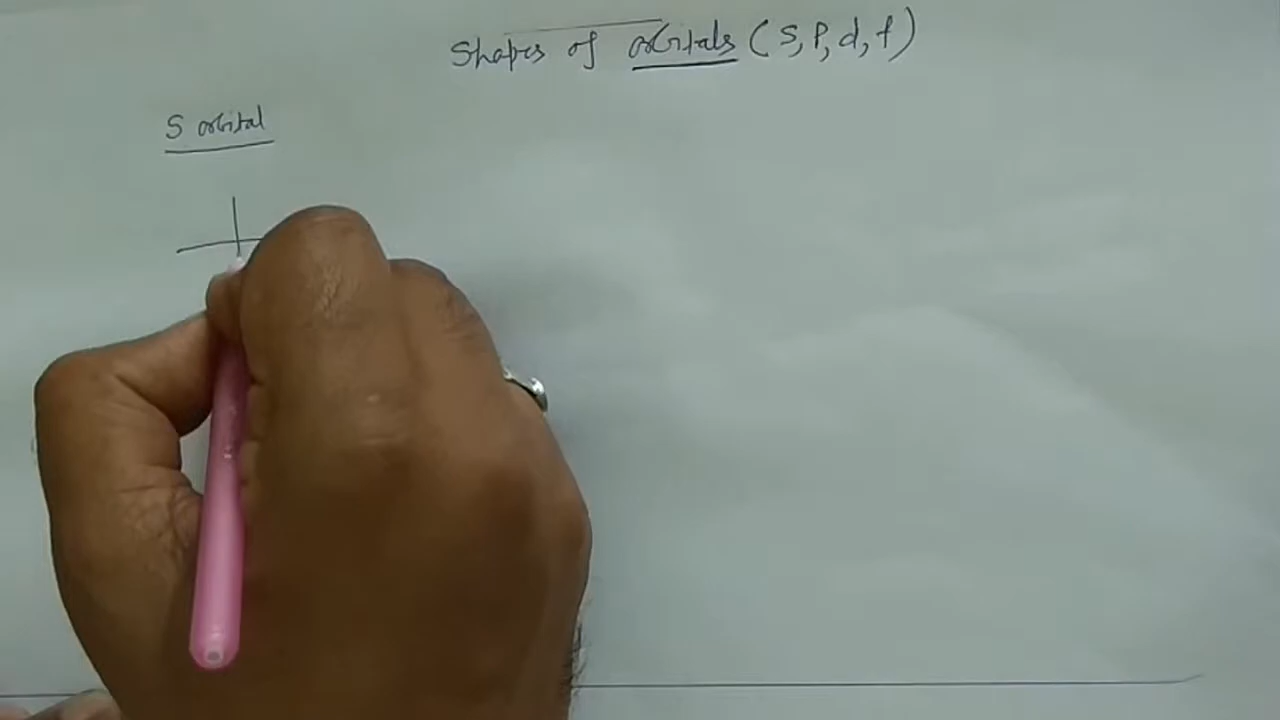 Shapes of orbitals (S, P, d, f)
S orbital